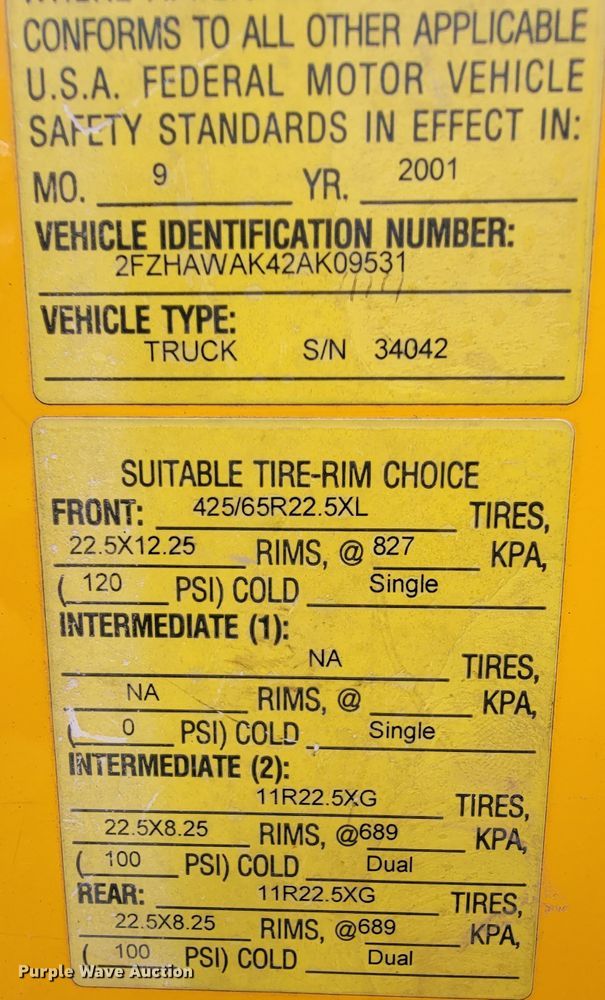 CONFORMS TO ALL OTHER APPLICABLE
U.S.A. FEDERAL MOTOR VEHICLE
SAFETY STANDARDS IN EFFECT IN:
MO. 9 YR. 2001
VEHICLE IDENTIFICATION NUMBER:
2FZHAWAK42AK09531
VEHICLE TYPE:
TRUCK S/N 34042
SUITABLE TIRE-RIM CHOICE
FRONT: 425/65R22.5XL TIRES,
22.5X12.25 RIMS, @ 827 KPA,
( 120 PSI) COLD Single
INTERMEDIATE (1):
NA TIRES,
NA RIMS, @ KPA,
( 0 PSI) COLD Single
INTERMEDIATE (2):
11R22.5XG TIRES,
22.5X8.25 RIMS, @689 KPA,
( 100 PSI) COLD Dual
REAR: 11R22.5XG TIRES,
22.5X8.25 RIMS, @689 KPA,
( 100 PSI) COLD Dual
Purple Wave Auction